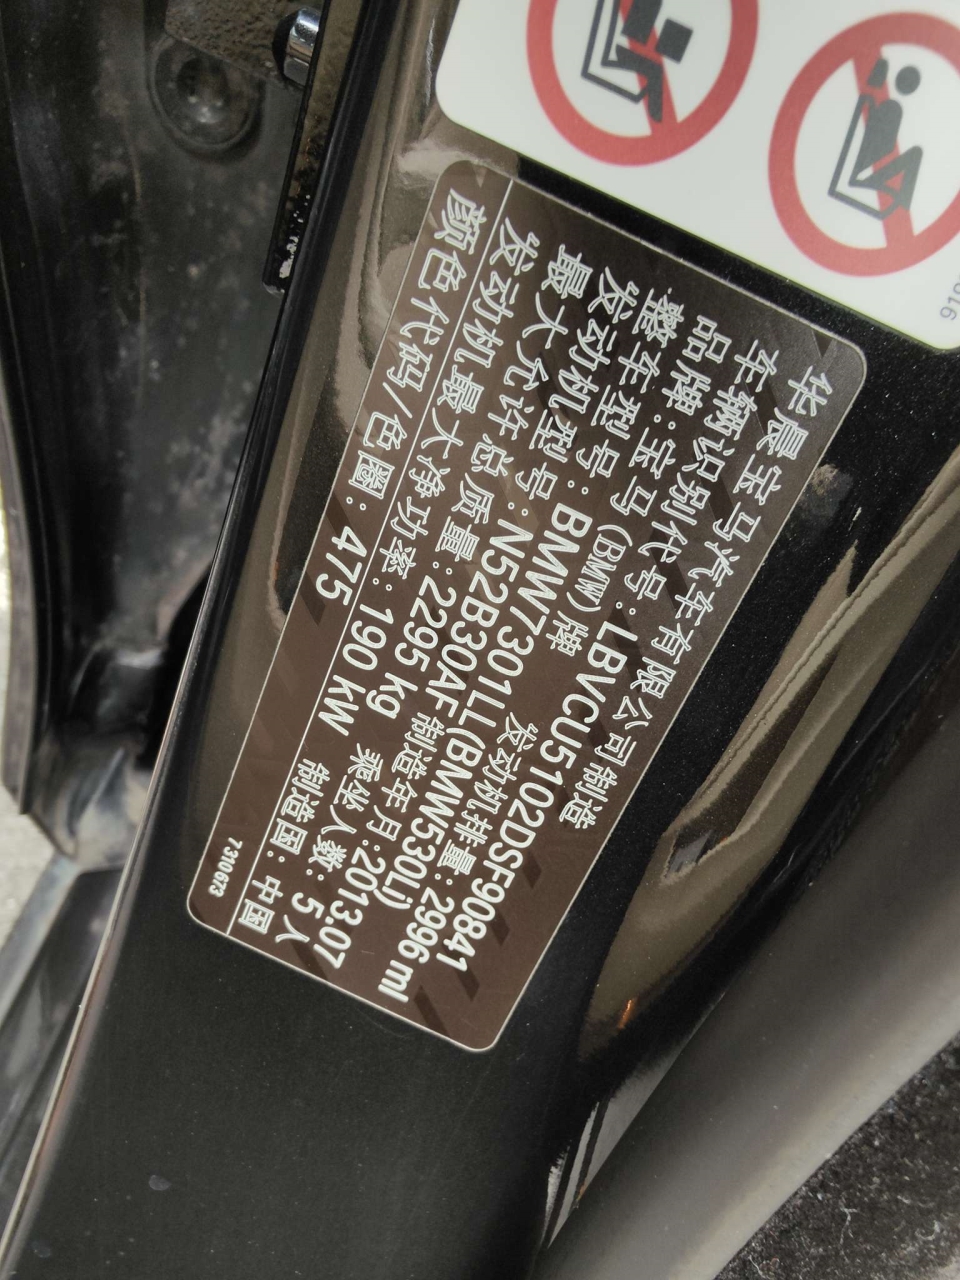 华晨宝马汽车有限公司制造
车辆识别代号:LBVCU5102DSF90841
品牌:宝马(BMW)牌 发动机排量:2996 ml
整车型号:BMW7301LL(BMW530Li)
发动机型号:N52B30AF 制造年月:2013.07
最大允许总质量:2295 kg 乘坐人数:5人
发动机最大净功率:190 kW 制造国:中国
颜色代码/色圈:475
7 310673